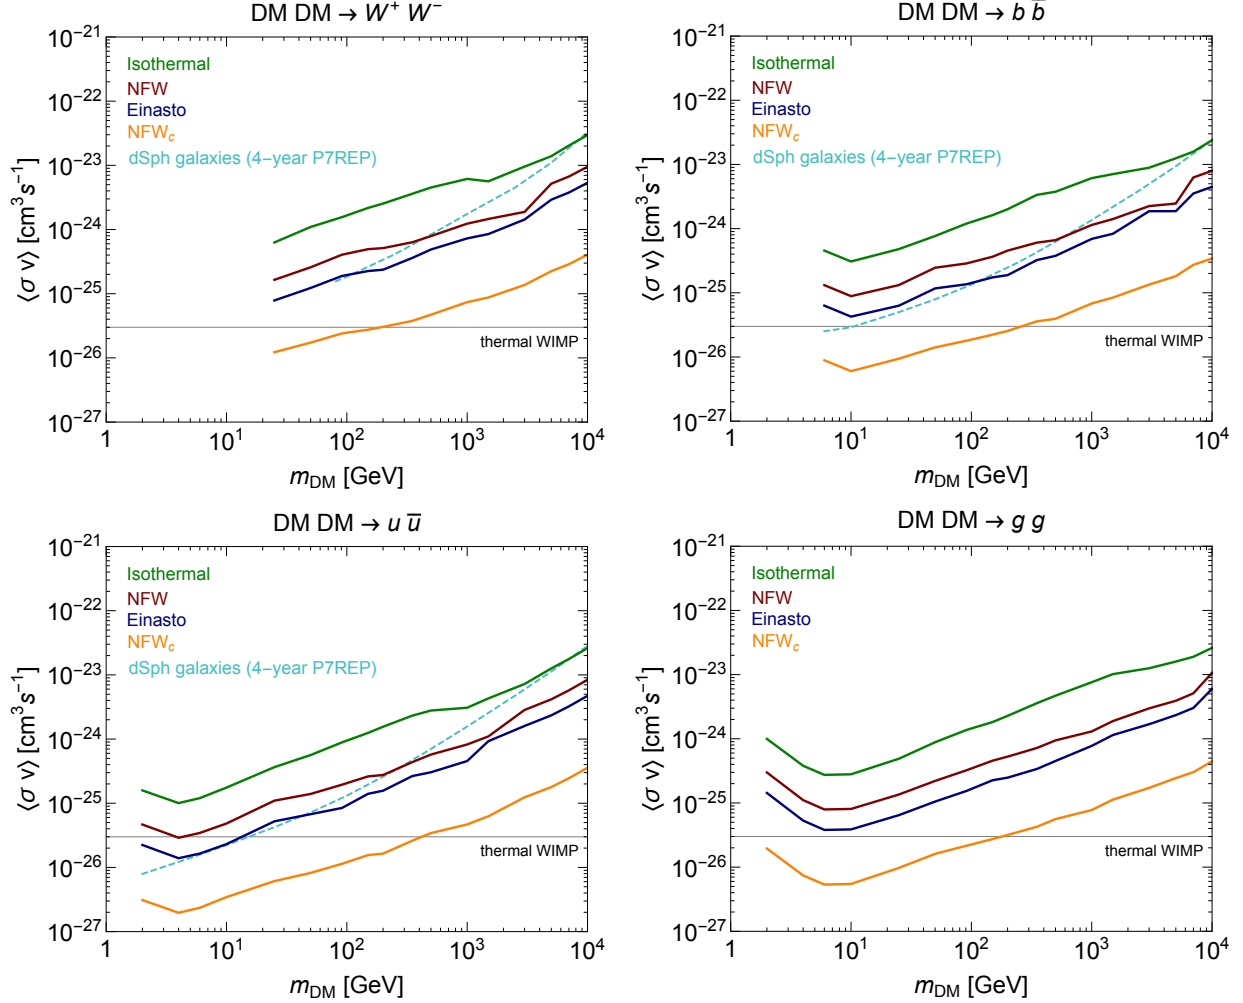 DM DM → W⁺ W⁻
10⁻²¹
10⁻²²
10⁻²³
10⁻²⁴
10⁻²⁵
10⁻²⁶
10⁻²⁷
⟨σ v⟩ [cm³s⁻¹]
Isothermal
NFW
Einasto
NFW_c
dSph galaxies (4−year P7REP)
thermal WIMP
1 10¹ 10² 10³ 10⁴
m_DM [GeV]
DM DM → b b̅
10⁻²¹
10⁻²²
10⁻²³
10⁻²⁴
10⁻²⁵
10⁻²⁶
10⁻²⁷
⟨σ v⟩ [cm³s⁻¹]
Isothermal
NFW
Einasto
NFW_c
dSph galaxies (4−year P7REP)
thermal WIMP
1 10¹ 10² 10³ 10⁴
m_DM [GeV]
DM DM → u u̅
10⁻²¹
10⁻²²
10⁻²³
10⁻²⁴
10⁻²⁵
10⁻²⁶
10⁻²⁷
⟨σ v⟩ [cm³s⁻¹]
Isothermal
NFW
Einasto
NFW_c
dSph galaxies (4−year P7REP)
thermal WIMP
1 10¹ 10² 10³ 10⁴
m_DM [GeV]
DM DM → g g
10⁻²¹
10⁻²²
10⁻²³
10⁻²⁴
10⁻²⁵
10⁻²⁶
10⁻²⁷
⟨σ v⟩ [cm³s⁻¹]
Isothermal
NFW
Einasto
NFW_c
thermal WIMP
1 10¹ 10² 10³ 10⁴
m_DM [GeV]